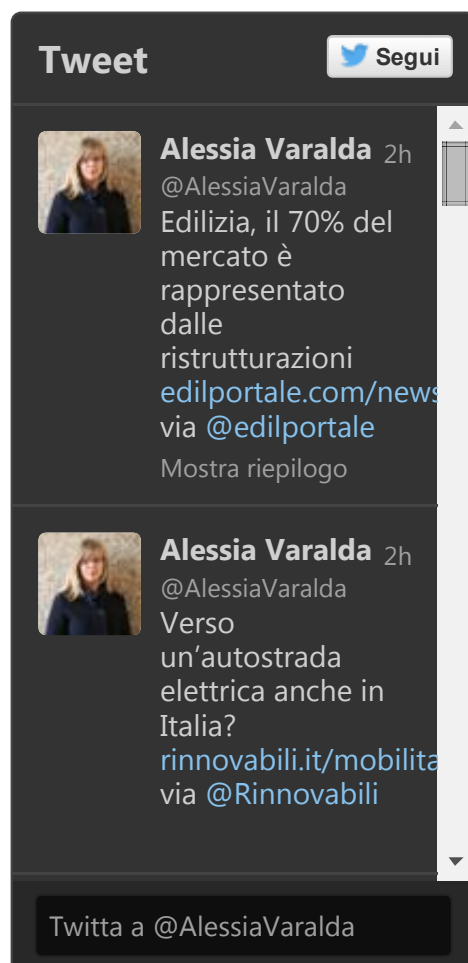 Tweet
Segui
Alessia Varalda 2h
@AlessiaVaralda
Edilizia, il 70% del
mercato è
rappresentato
dalle
ristrutturazioni
edilportale.com/news
via @edilportale
Mostra riepilogo
Alessia Varalda 2h
@AlessiaVaralda
Verso
un’autostrada
elettrica anche in
Italia?
rinnovabili.it/mobilita
via @Rinnovabili
Twitta a @AlessiaVaralda